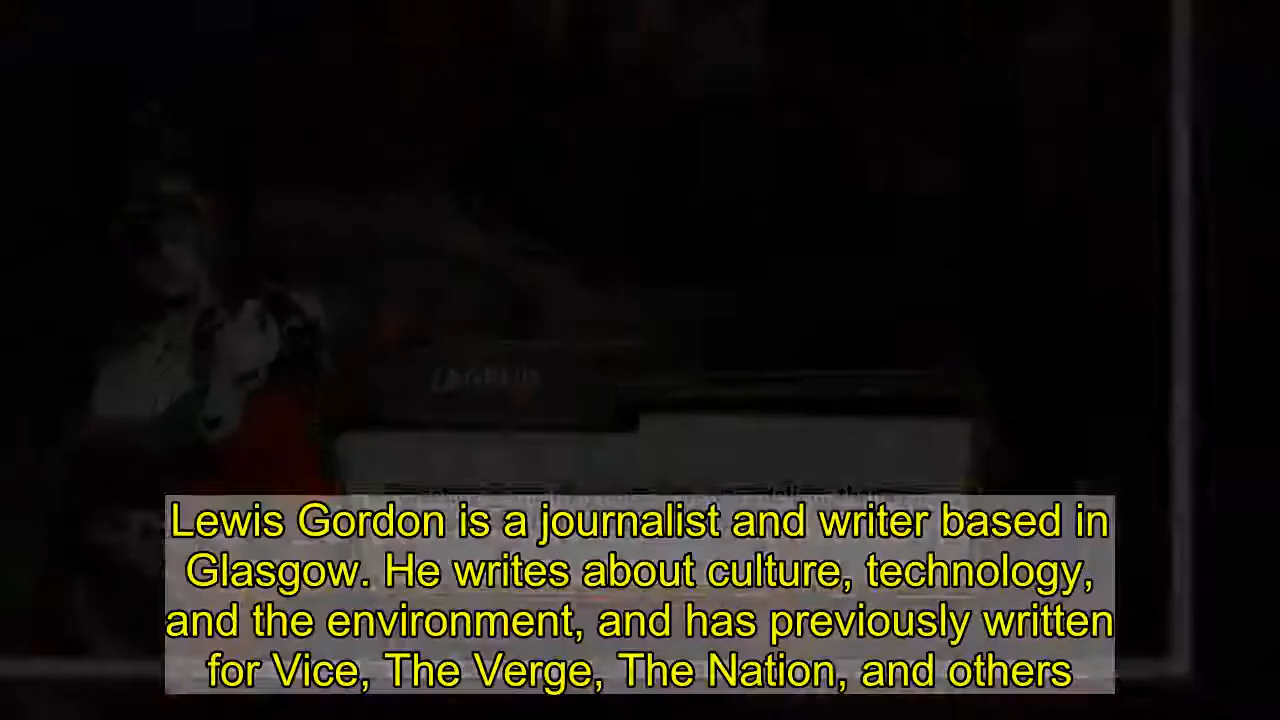 Lewis Gordon is a journalist and writer based in
Glasgow. He writes about culture, technology,
and the environment, and has previously written
for Vice, The Verge, The Nation, and others